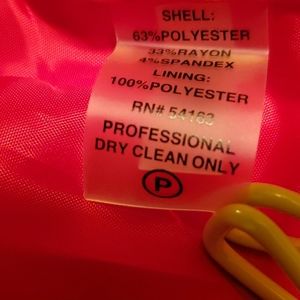 SHELL:
63%POLYESTER
33%RAYON
4%SPANDEX
LINING:
100%POLYESTER
RN# 54163
PROFESSIONAL
DRY CLEAN ONLY
P